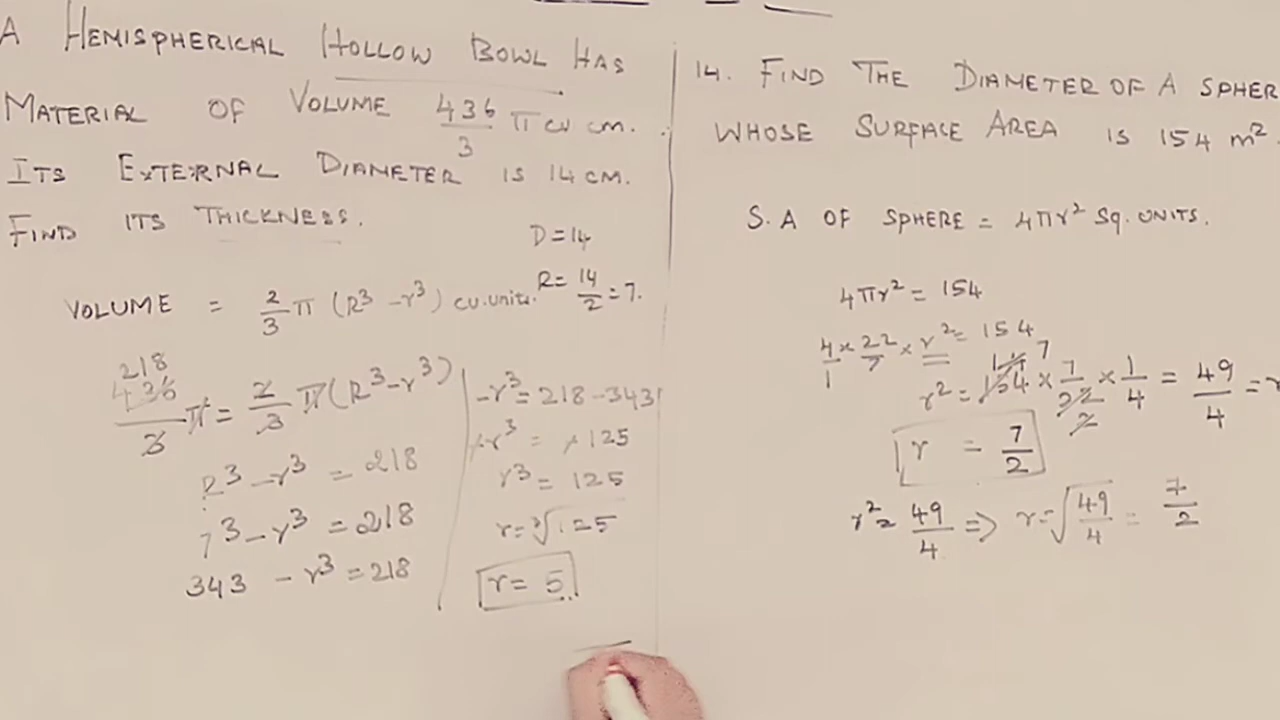 A HEMISPHERICAL HOLLOW BOWL HAS
MATERIAL OF VOLUME 436/3 π cu cm.
ITS EXTERNAL DIAMETER IS 14 CM.
FIND ITS THICKNESS.
D = 14
R = 14/2 = 7.
VOLUME = 2/3 π (R³ - r³) cu.units.
218
436/3 π = 2/3 π (R³ - r³)
R³ - r³ = 218
7³ - r³ = 218
343 - r³ = 218
- r³ = 218 - 343
- r³ = - 125
r³ = 125
r = ³√125
r = 5
14. FIND THE DIAMETER OF A SPHER
WHOSE SURFACE AREA IS 154 m².
S.A OF SPHERE = 4πr² Sq. UNITS.
4πr² = 154
4/1 × 22/7 × r² = 154
14 7
r² = 154 × 7/22 × 1/4 = 49/4 =
2
r = 7/2
r² = 49/4 => r = √49/4 = 7/2